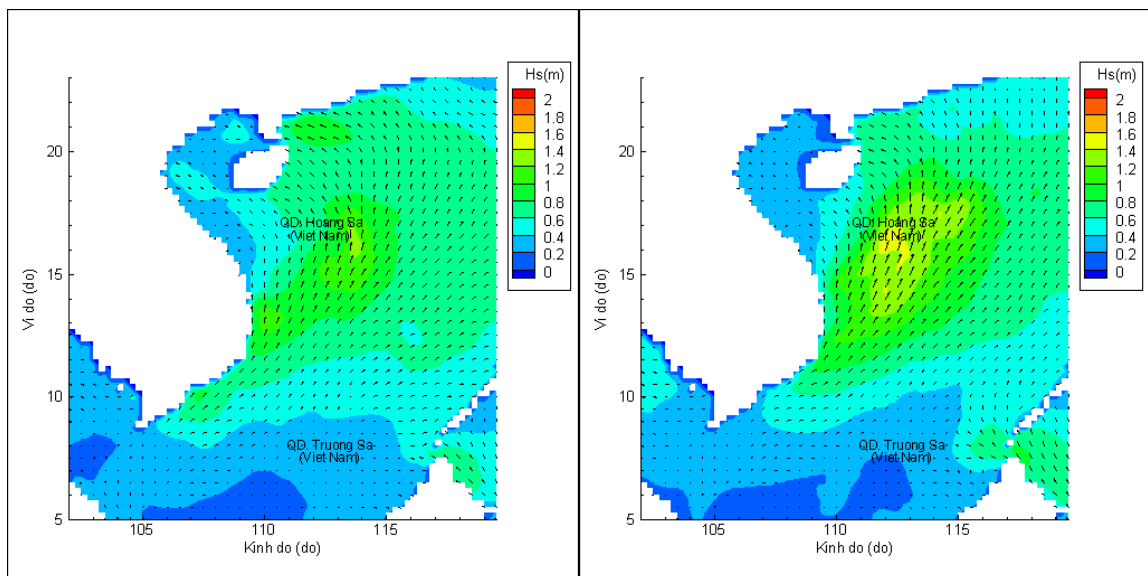 Hs(m)
2
1.8
1.6
1.4
1.2
1
0.8
0.6
0.4
0.2
0
20
15
10
5
Vi do (do)
QD. Hoang Sa
(Viet Nam)
QD. Truong Sa
(Viet Nam)
105
110
115
Kinh do (do)
Hs(m)
2
1.8
1.6
1.4
1.2
1
0.8
0.6
0.4
0.2
0
20
15
10
5
Vi do (do)
QD. Hoang Sa
(Viet Nam)
QD. Truong Sa
(Viet Nam)
105
110
115
Kinh do (do)